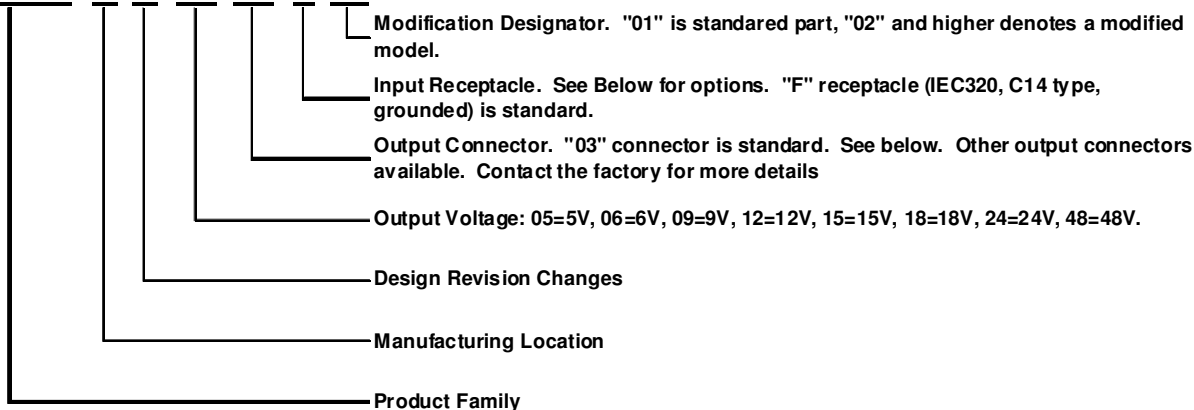 Modification Designator. "01" is standared part, "02" and higher denotes a modified
model.
Input Receptacle. See Below for options. "F" receptacle (IEC320, C14 type,
grounded) is standard.
Output Connector. "03" connector is standard. See below. Other output connectors
available. Contact the factory for more details
Output Voltage: 05=5V, 06=6V, 09=9V, 12=12V, 15=15V, 18=18V, 24=24V, 48=48V.
Design Revision Changes
Manufacturing Location
Product Family